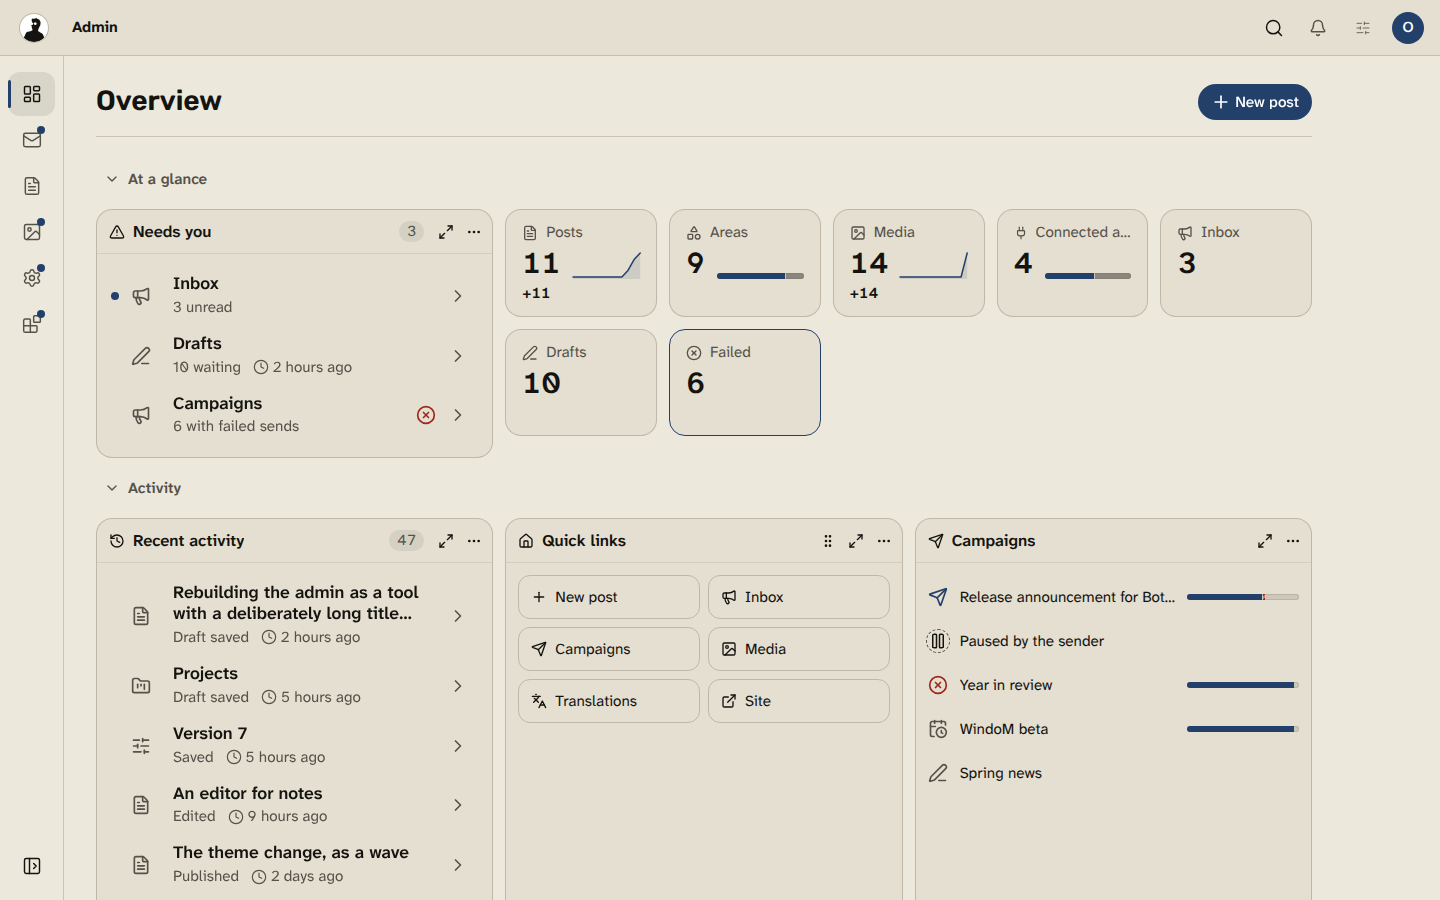 Admin
O
Overview
New post
At a glance
Needs you
3
Inbox
3 unread
Drafts
10 waiting
2 hours ago
Campaigns
6 with failed sends
Posts
11
+11
Areas
9
Media
14
+14
Connected a...
4
Inbox
3
Drafts
10
Failed
6
Activity
Recent activity
47
Rebuilding the admin as a tool
with a deliberately long title...
Draft saved
2 hours ago
Projects
Draft saved
5 hours ago
Version 7
Saved
5 hours ago
An editor for notes
Edited
9 hours ago
The theme change, as a wave
Published
2 days ago
Quick links
New post
Inbox
Campaigns
Media
Translations
Site
Campaigns
Release announcement for Bot...
Paused by the sender
Year in review
WindoM beta
Spring news